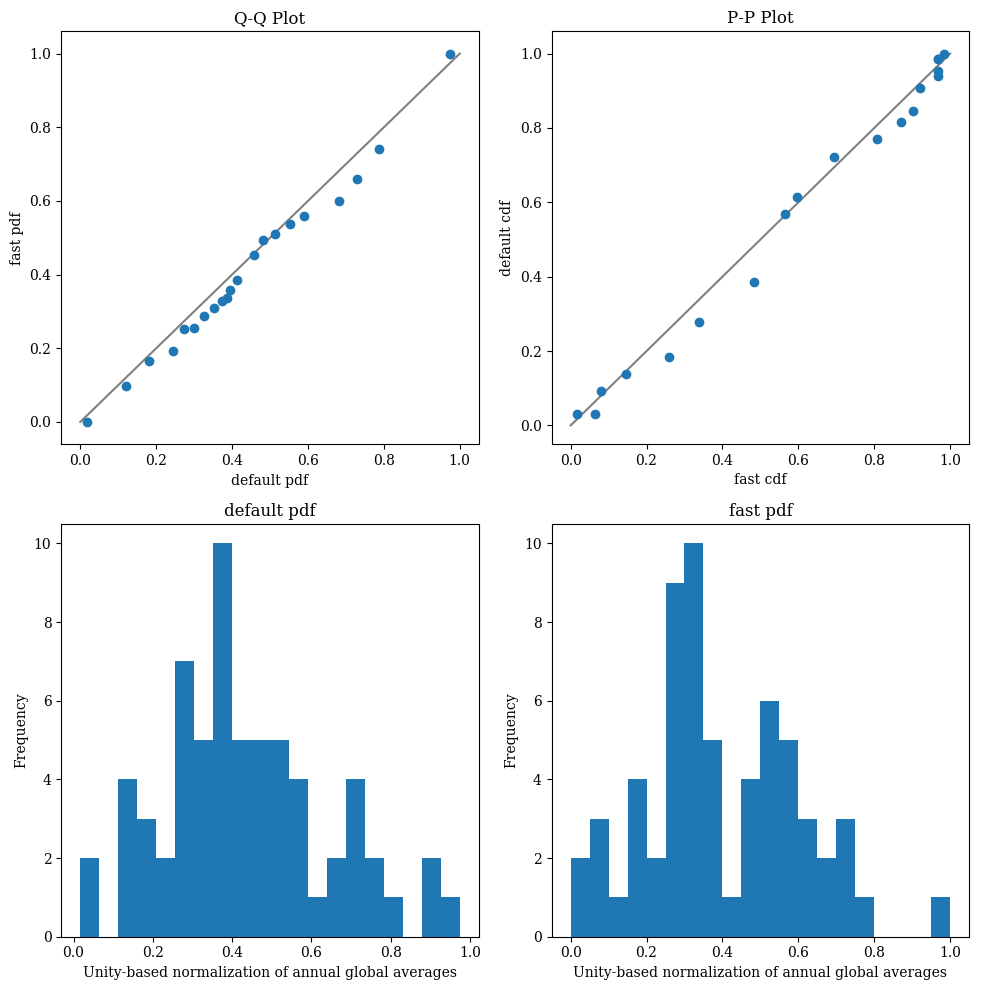 Q-Q Plot
fast pdf
1.0
0.8
0.6
0.4
0.2
0.0
0.0 0.2 0.4 0.6 0.8 1.0
default pdf
P-P Plot
default cdf
1.0
0.8
0.6
0.4
0.2
0.0
0.0 0.2 0.4 0.6 0.8 1.0
fast cdf
default pdf
Frequency
10
8
6
4
2
0
0.0 0.2 0.4 0.6 0.8 1.0
Unity-based normalization of annual global averages
fast pdf
Frequency
10
8
6
4
2
0
0.0 0.2 0.4 0.6 0.8 1.0
Unity-based normalization of annual global averages